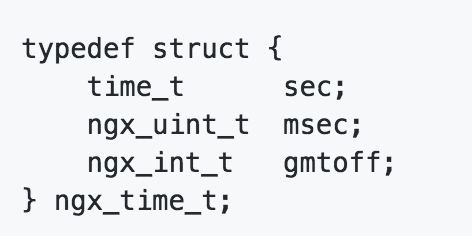 typedef struct {
    time_t      sec;
    ngx_uint_t  msec;
    ngx_int_t   gmtoff;
} ngx_time_t;